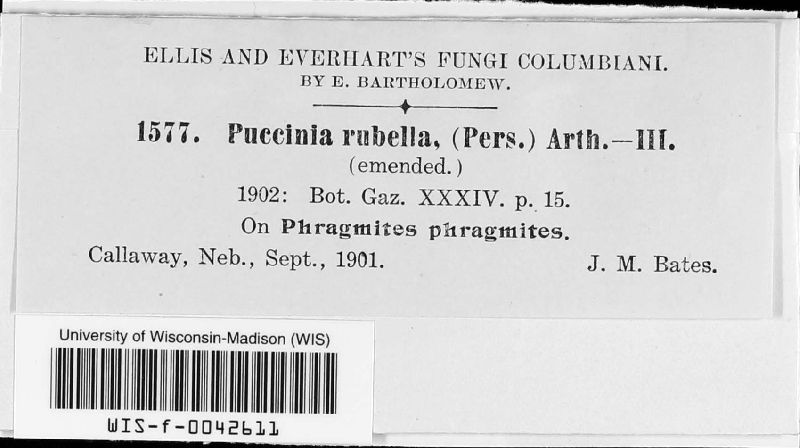 ELLIS AND EVERHART'S FUNGI COLUMBIANI.
BY E. BARTHOLOMEW.
1577. Puccinia rubella, (Pers.) Arth.—III.
(emended.)
1902: Bot. Gaz. XXXIV. p. 15.
On Phragmites phragmites.
Callaway, Neb., Sept., 1901. J. M. Bates.
University of Wisconsin-Madison (WIS)
WIS-f-0042611